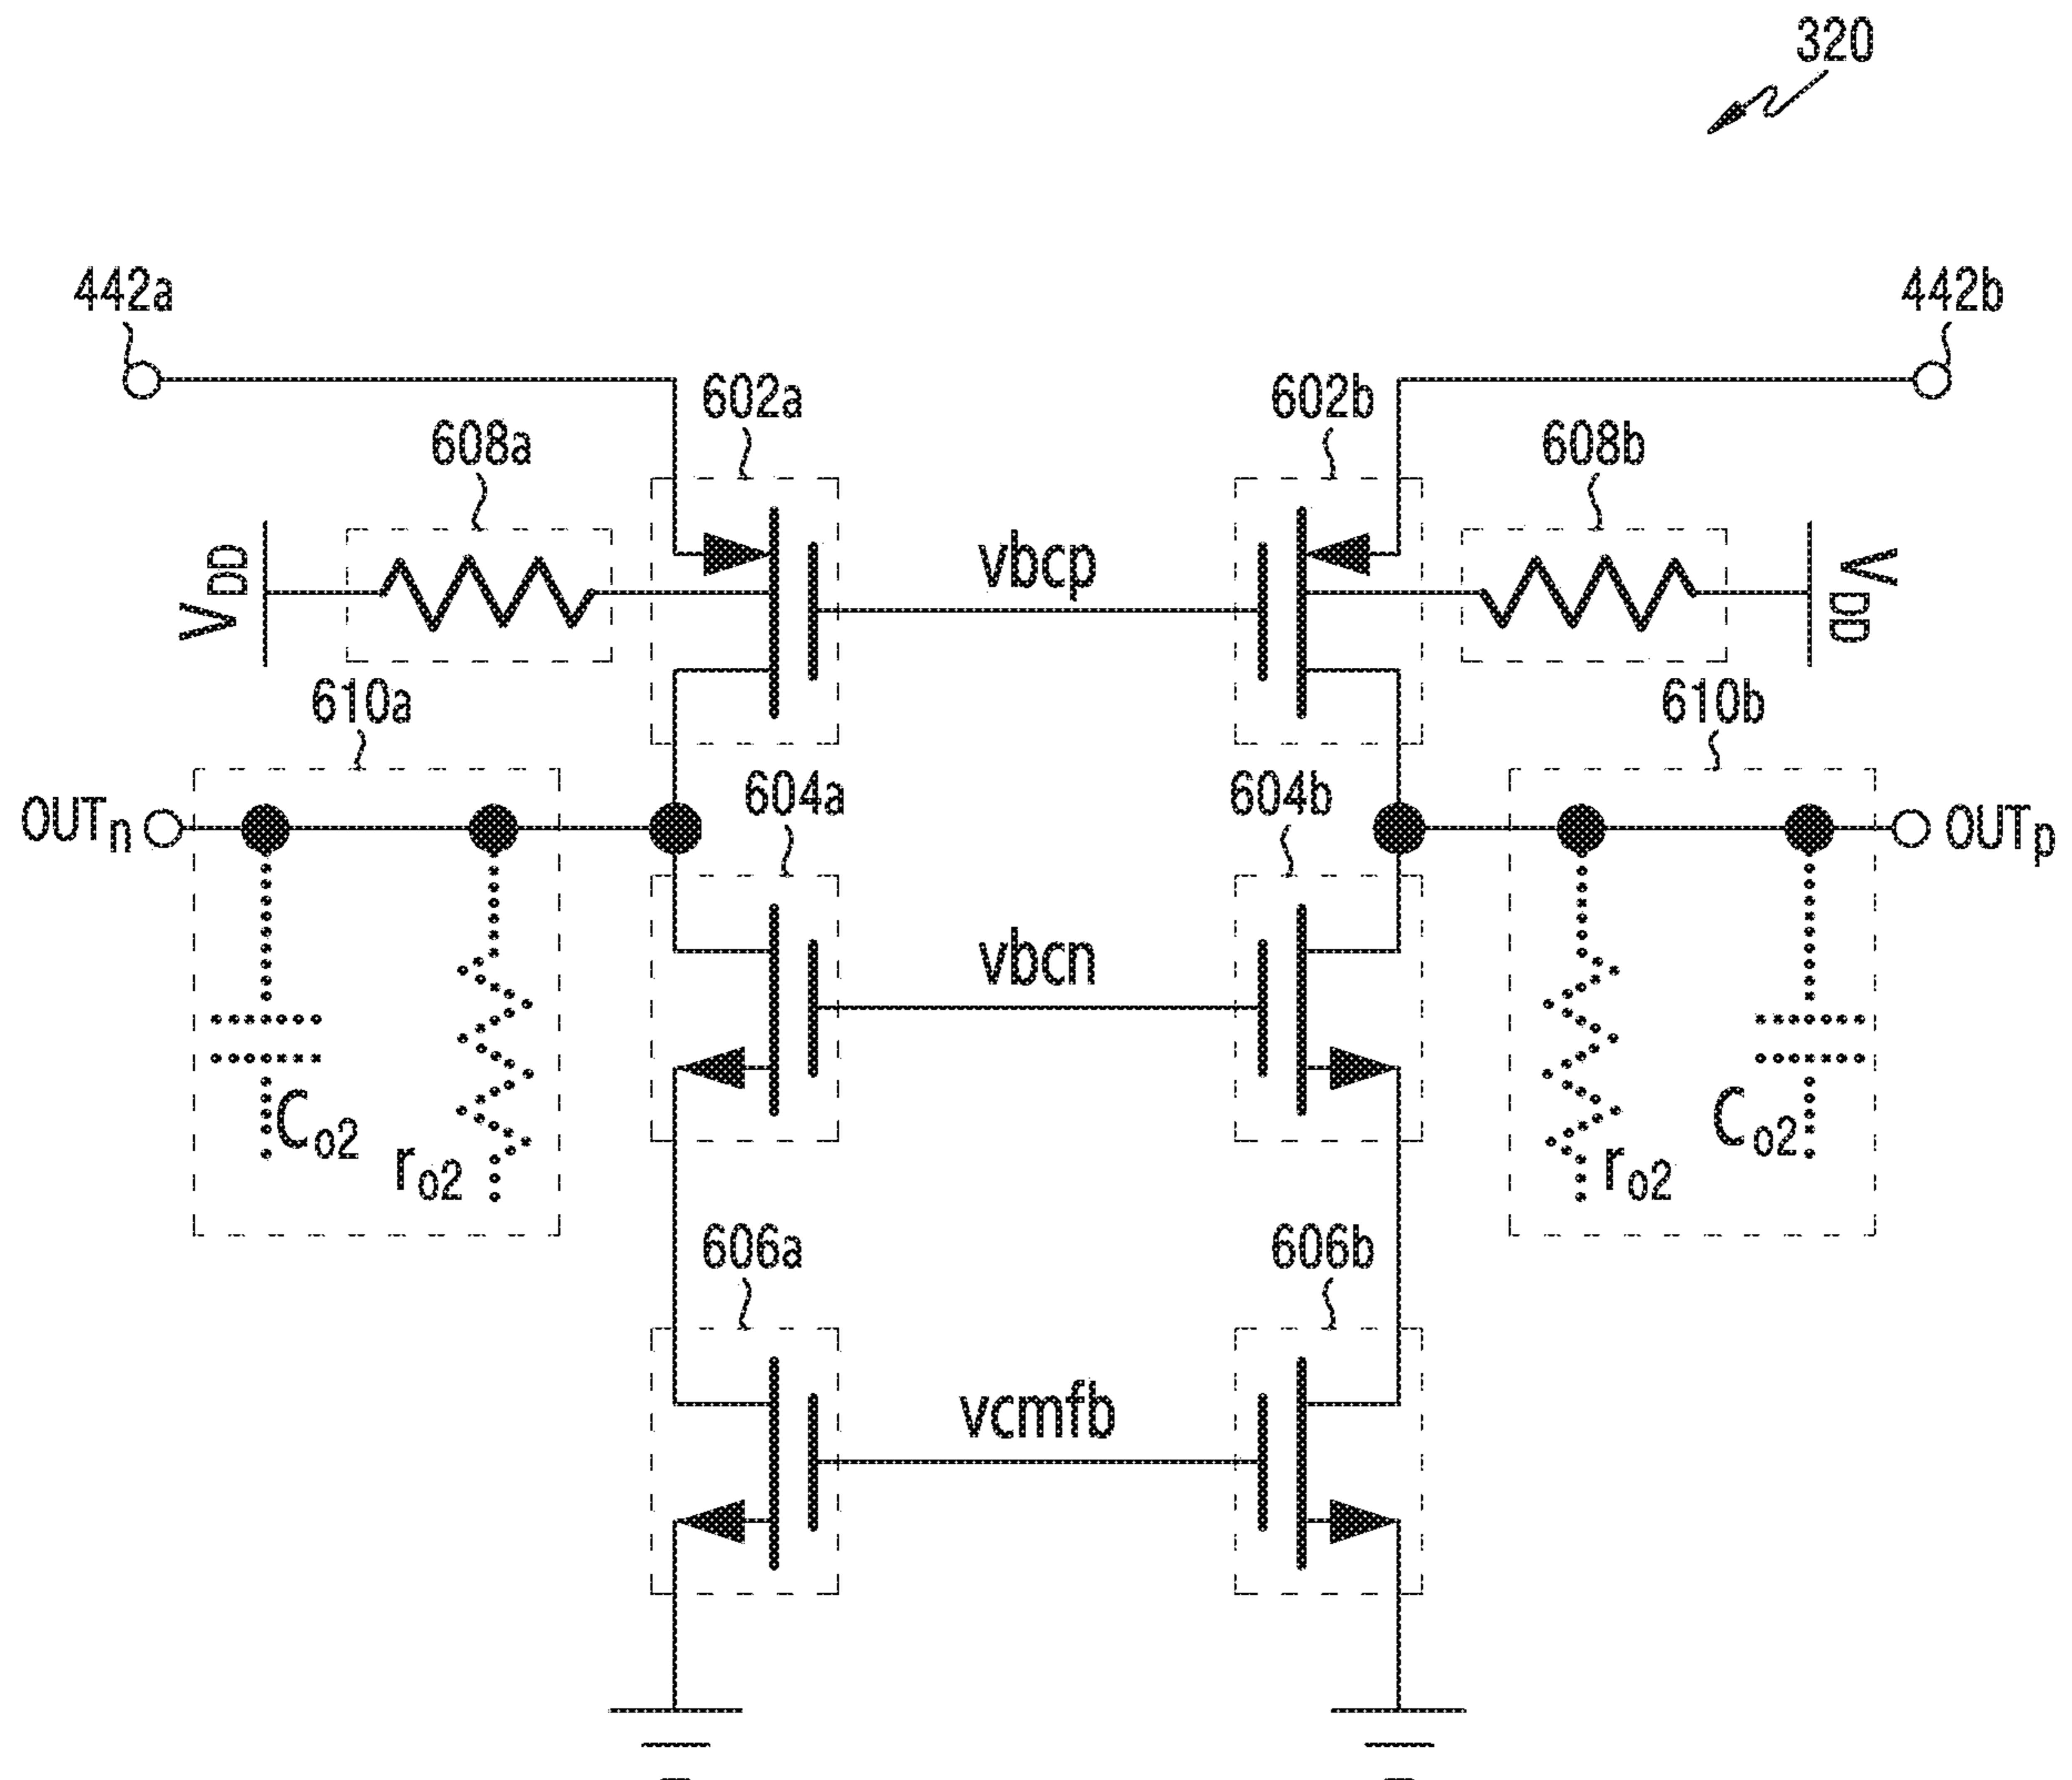 320
442a
442b
602a
602b
608a
608b
VDD
vbcp
VDD
610a
610b
604a
604b
OUTn
OUTp
vbcn
Co2
ro2
ro2
Co2
606a
606b
vcmfb